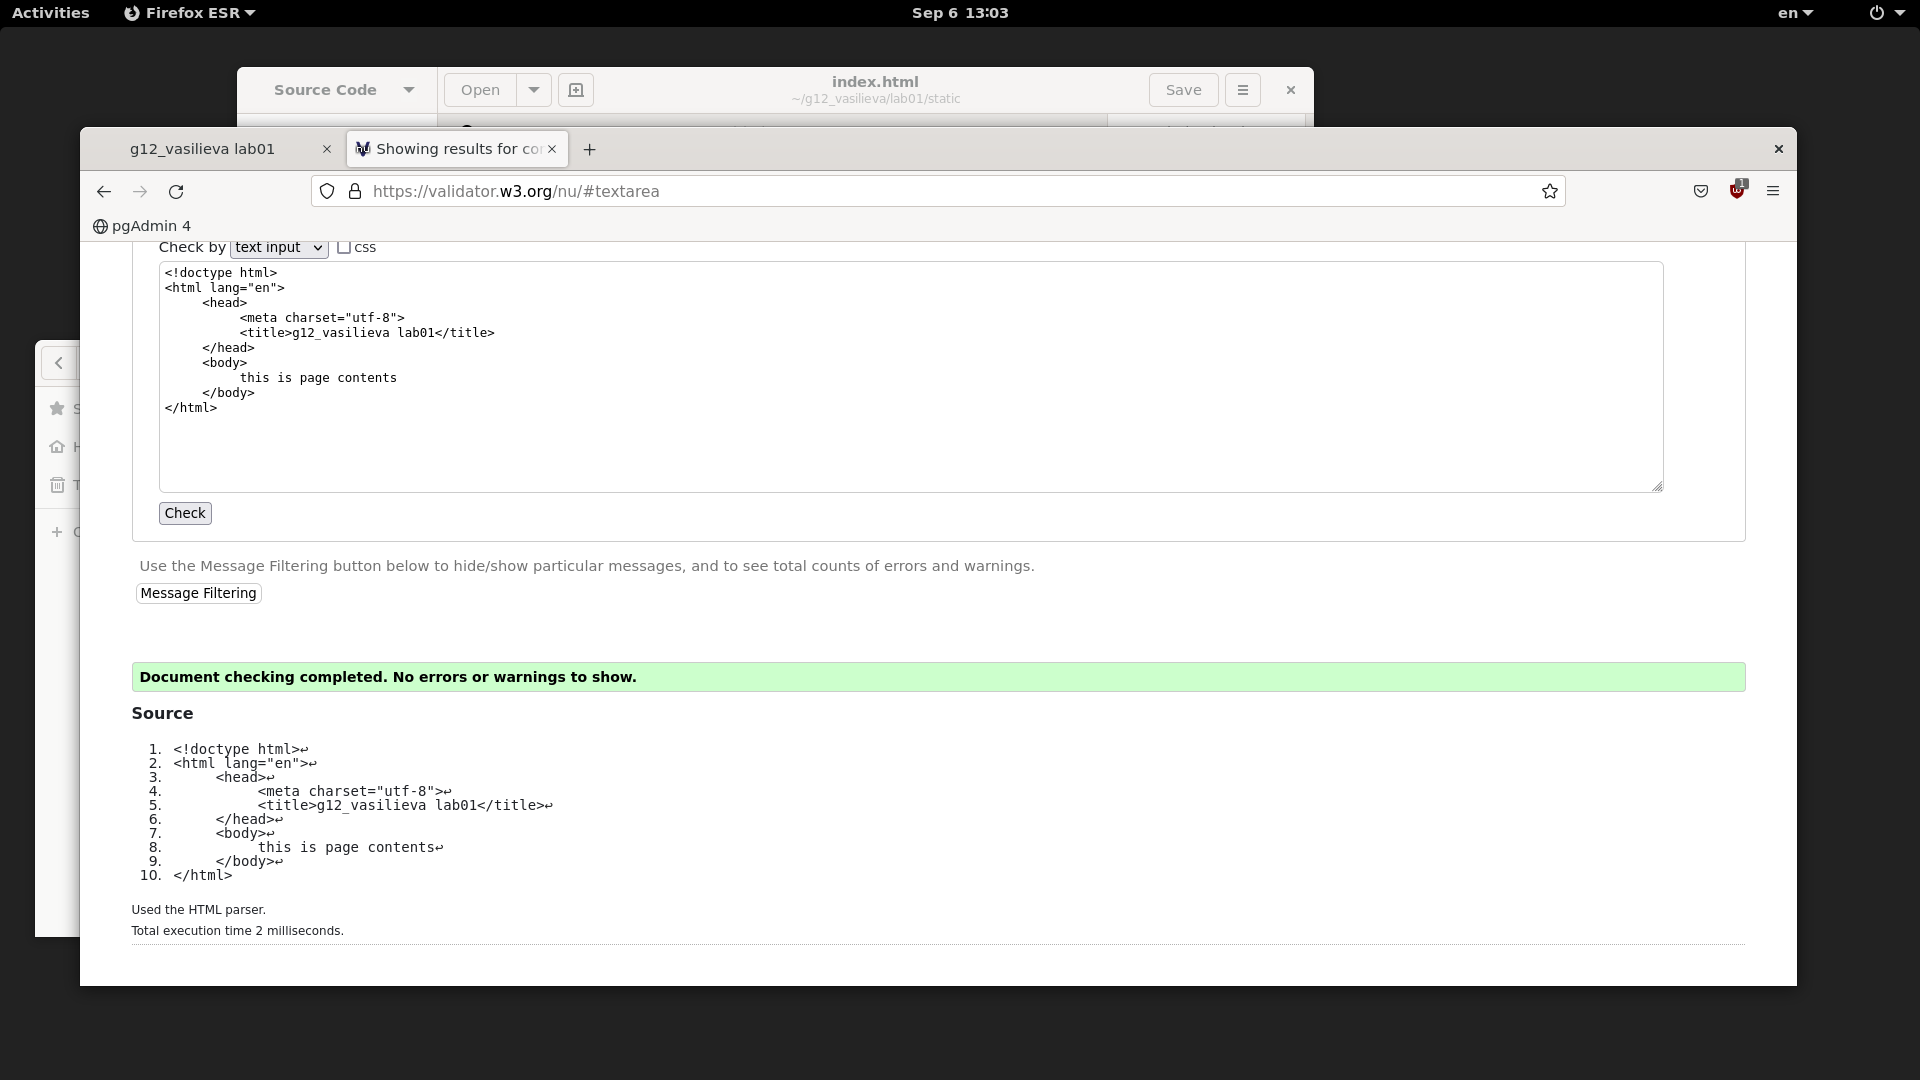 Activities Firefox ESR Sep 6 13:03 en
Source Code Open index.html Save
~/g12_vasilieva/lab01/static
g12_vasilieva lab01 Showing results for co
https://validator.w3.org/nu/#textarea 1
pgAdmin 4
Check by text input css
<!doctype html>
<html lang="en">
<head>
<meta charset="utf-8">
<title>g12_vasilieva lab01</title>
</head>
<body>
this is page contents
</body>
</html>
Check
Use the Message Filtering button below to hide/show particular messages, and to see total counts of errors and warnings.
Message Filtering
Document checking completed. No errors or warnings to show.
Source
1. <!doctype html>↩
2. <html lang="en">↩
3. <head>↩
4. <meta charset="utf-8">↩
5. <title>g12_vasilieva lab01</title>↩
6. </head>↩
7. <body>↩
8. this is page contents↩
9. </body>↩
10. </html>
Used the HTML parser.
Total execution time 2 milliseconds.